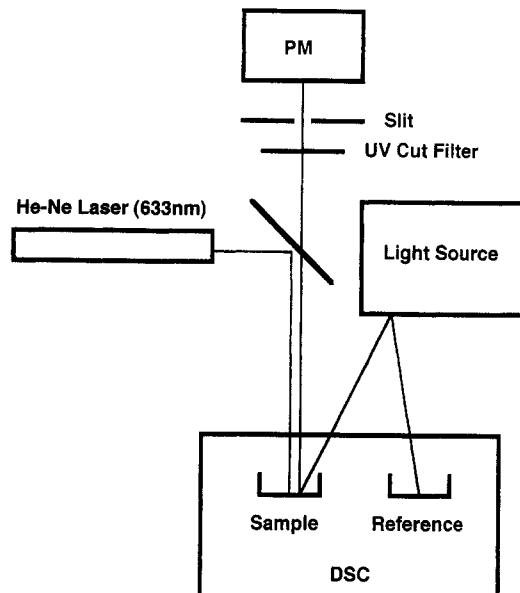 PM
Slit
UV Cut Filter
He-Ne Laser (633nm)
Light Source
Sample
Reference
DSC